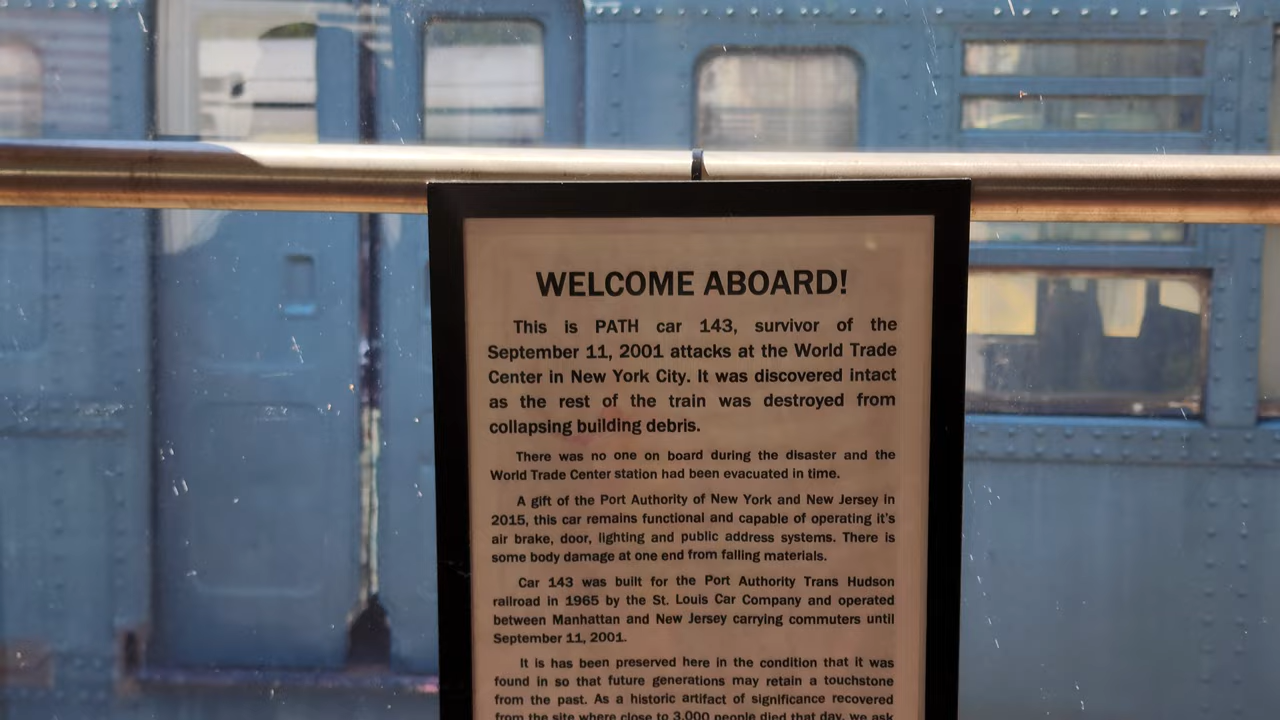 WELCOME ABOARD!
This is PATH car 143, survivor of the
September 11, 2001 attacks at the World Trade
Center in New York City. It was discovered intact
as the rest of the train was destroyed from
collapsing building debris.
There was no one on board during the disaster and the
World Trade Center station had been evacuated in time.
A gift of the Port Authority of New York and New Jersey in
2015, this car remains functional and capable of operating it's
air brake, door, lighting and public address systems. There is
some body damage at one end from falling materials.
Car 143 was built for the Port Authority Trans Hudson
railroad in 1965 by the St. Louis Car Company and operated
between Manhattan and New Jersey carrying commuters until
September 11, 2001.
It is has been preserved here in the condition that it was
found in so that future generations may retain a touchstone
from the past. As a historic artifact of significance recovered
from the site where close to 3,000 people died that day, we ask